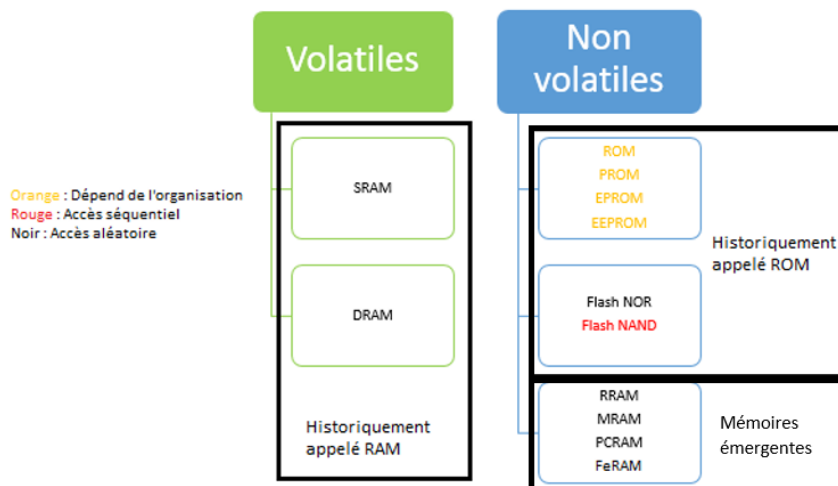 Volatiles
Non
volatiles
Orange : Dépend de l'organisation
Rouge : Accès séquentiel
Noir : Accès aléatoire
SRAM
DRAM
Historiquement
appelé RAM
ROM
PROM
EPROM
EEPROM
Flash NOR
Flash NAND
Historiquement
appelé ROM
RRAM
MRAM
PCRAM
FeRAM
Mémoires
émergentes